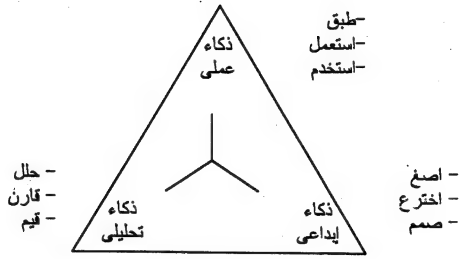 ذكاء
عملى
-طبق
-استعمل
-استخدم
- حلل
- قارن
- قيم
ذكاء
تحليلى
ذكاء
إبداعى
- اصغ
- اخترع
- صمم